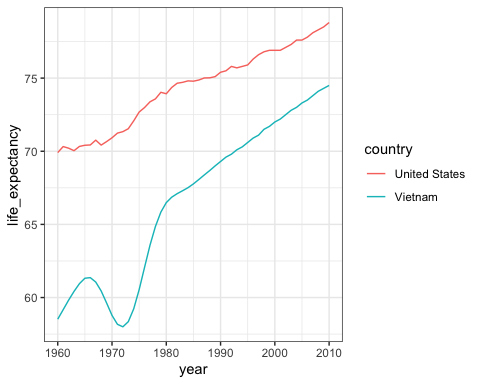 75
70
65
60
life_expectancy
1960 1970 1980 1990 2000 2010
year
country
United States
Vietnam